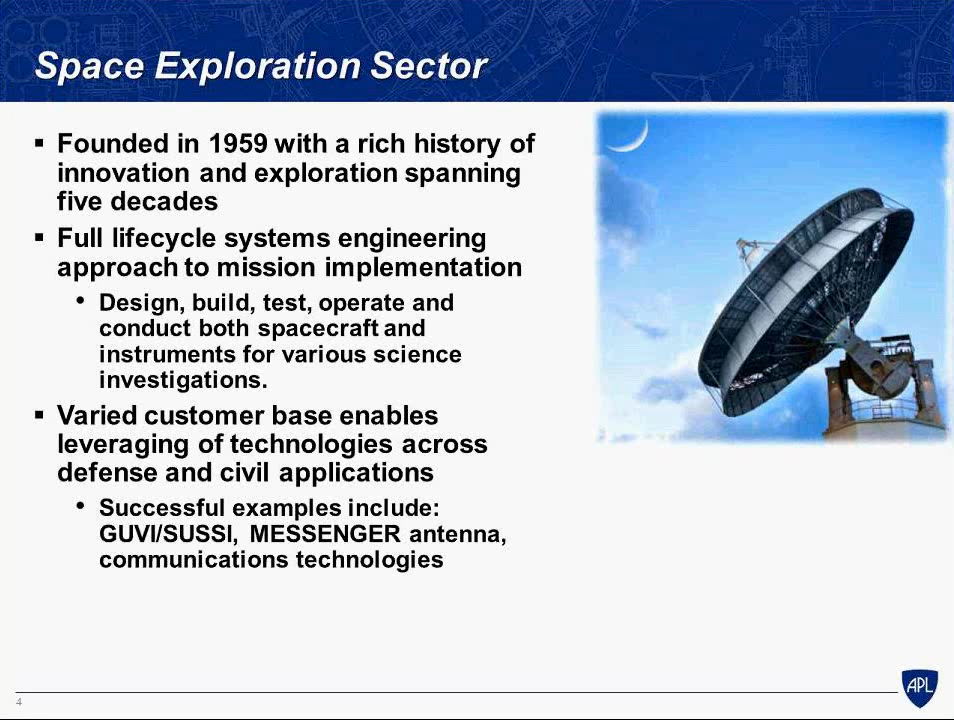 Space Exploration Sector
▪ Founded in 1959 with a rich history of
innovation and exploration spanning
five decades
▪ Full lifecycle systems engineering
approach to mission implementation
• Design, build, test, operate and
conduct both spacecraft and
instruments for various science
investigations.
▪ Varied customer base enables
leveraging of technologies across
defense and civil applications
• Successful examples include:
GUVI/SUSSI, MESSENGER antenna,
communications technologies
4
APL